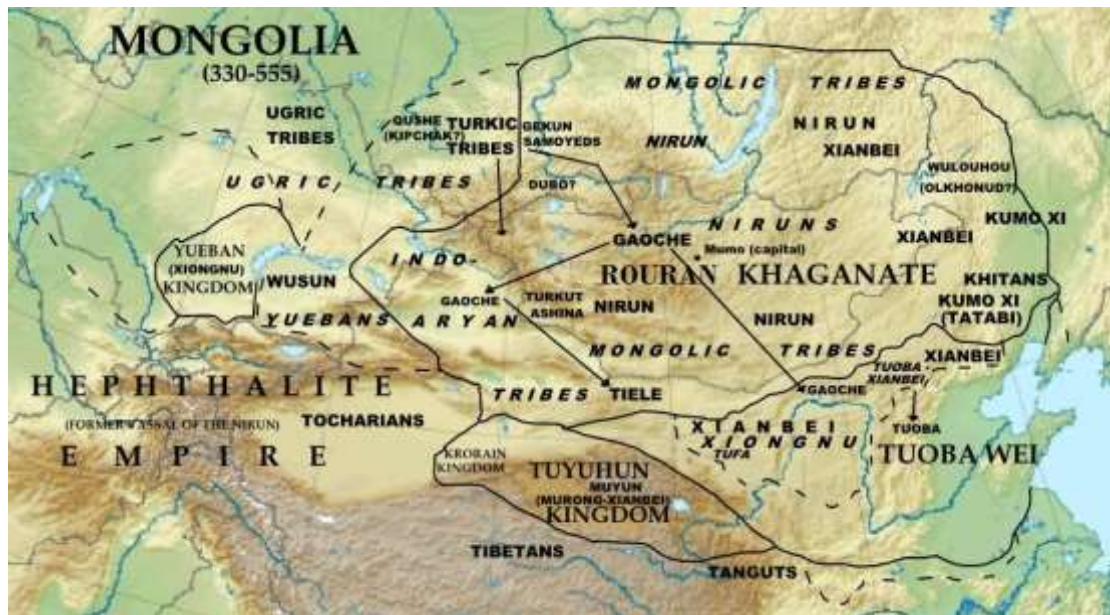 MONGOLIA
(330-555)
MONGOLIC TRIBES
UGRIC
TRIBES
QUSHE
(KIPCHAK?)
TURKIC
TRIBES
GEKUN
SAMOYEDS
NIRUN
NIRUN
XIANBEI
WULOUHOU
(OLKHONUD?)
UGRIC TRIBES
DUBO?
NIRUNS
KUMO XI
XIANBEI
GAOCHE
Mumo (capital)
YUEBAN
(XIONGNU)
KINGDOM
WUSUN
INDO-
ARYAN
TRIBES
ROURAN KHAGANATE
KHITANS
GAOCHE
TURKUT
ASHINA
NIRUN
NIRUN
KUMO XI
(TATABI)
YUEBANS
MONGOLIC TRIBES
XIANBEI
TUOBA-
XIANBEI
HEPHTHALITE
(FORMER VASSAL OF THE NIRUN)
EMPIRE
TIELE
GAOCHE
TOCHARIANS
XIANBEI
XIONGNU
TUFA
TUOBA
TUOBA WEI
KRORAIN
KINGDOM
TUYUHUN
MUYUN
(MURONG-XIANBEI)
KINGDOM
TIBETANS
TANGUTS